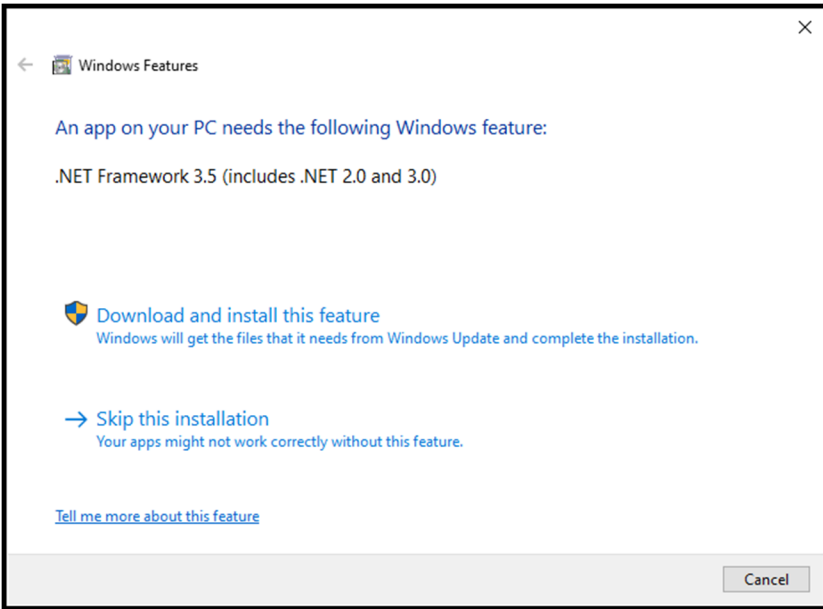 Windows Features
An app on your PC needs the following Windows feature:
.NET Framework 3.5 (includes .NET 2.0 and 3.0)
Download and install this feature
Windows will get the files that it needs from Windows Update and complete the installation.
Skip this installation
Your apps might not work correctly without this feature.
Tell me more about this feature
Cancel